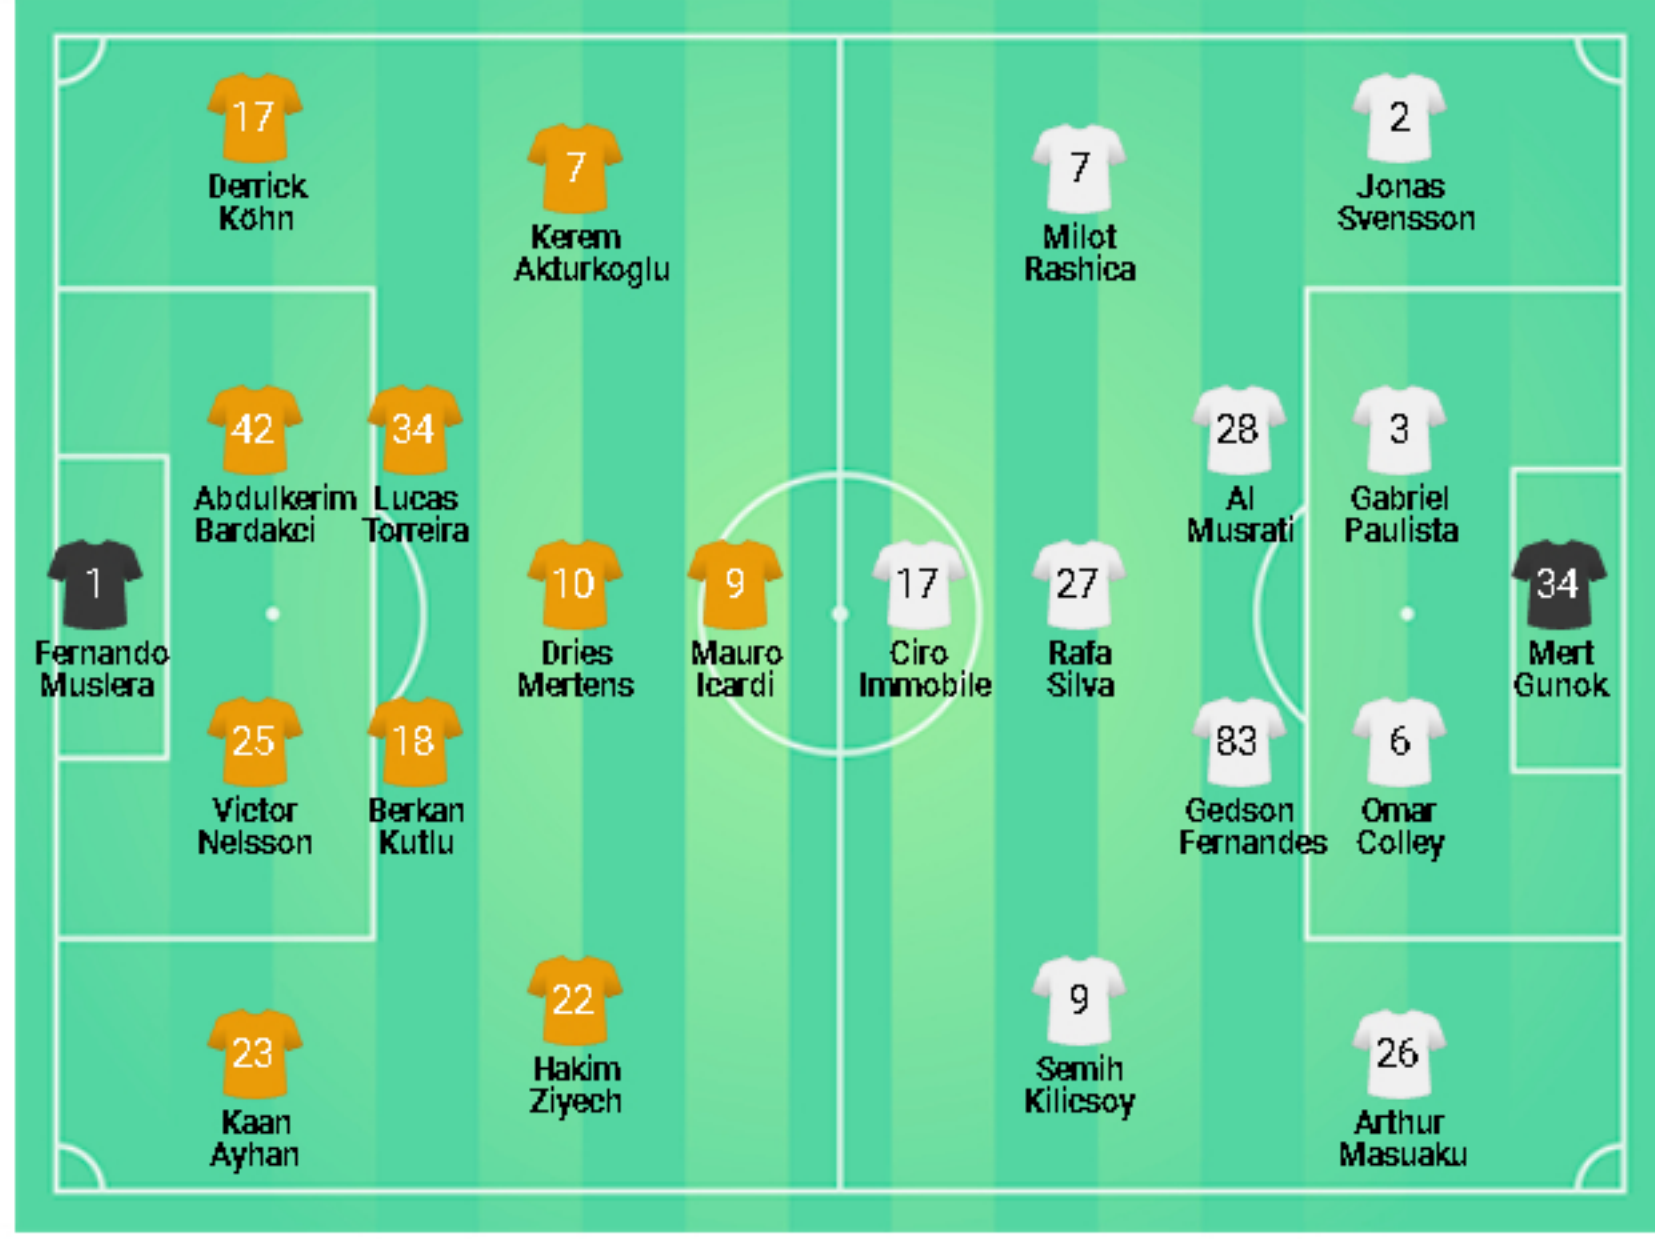 17
Derrick
Köhn
7
Kerem
Akturkoglu
7
Milot
Rashica
2
Jonas
Svensson
42
Abdulkerim
Bardakci
34
Lucas
Torreira
28
Al
Musrati
3
Gabriel
Paulista
1
Fernando
Muslera
10
Dries
Mertens
9
Mauro
Icardi
17
Ciro
Immobile
27
Rafa
Silva
34
Mert
Gunok
25
Victor
Nelsson
18
Berkan
Kutlu
83
Gedson
Fernandes
6
Omar
Colley
23
Kaan
Ayhan
22
Hakim
Ziyech
9
Semih
Kilicsoy
26
Arthur
Masuaku